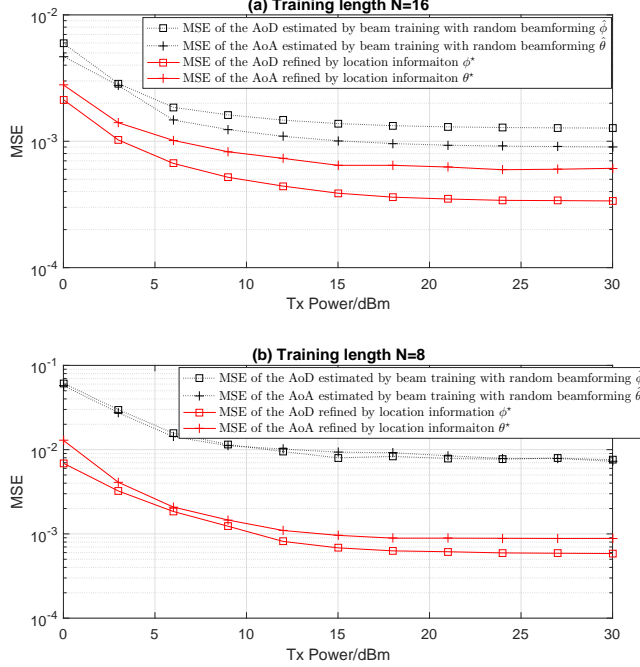 (a) Training length N=16
10^-2
MSE of the AoD estimated by beam training with random beamforming ϕ̂
MSE of the AoA estimated by beam training with random beamforming θ̂
MSE of the AoD refined by location informaiton ϕ*
MSE of the AoA refined by location information θ*
MSE
10^-3
10^-4
0 5 10 15 20 25 30
Tx Power/dBm
(b) Training length N=8
10^-1
MSE of the AoD estimated by beam training with random beamforming ϕ̂
MSE of the AoA estimated by beam training with random beamforming θ̂
MSE of the AoD refined by location information ϕ*
MSE of the AoA refined by location informaiton θ*
10^-2
MSE
10^-3
10^-4
0 5 10 15 20 25 30
Tx Power/dBm